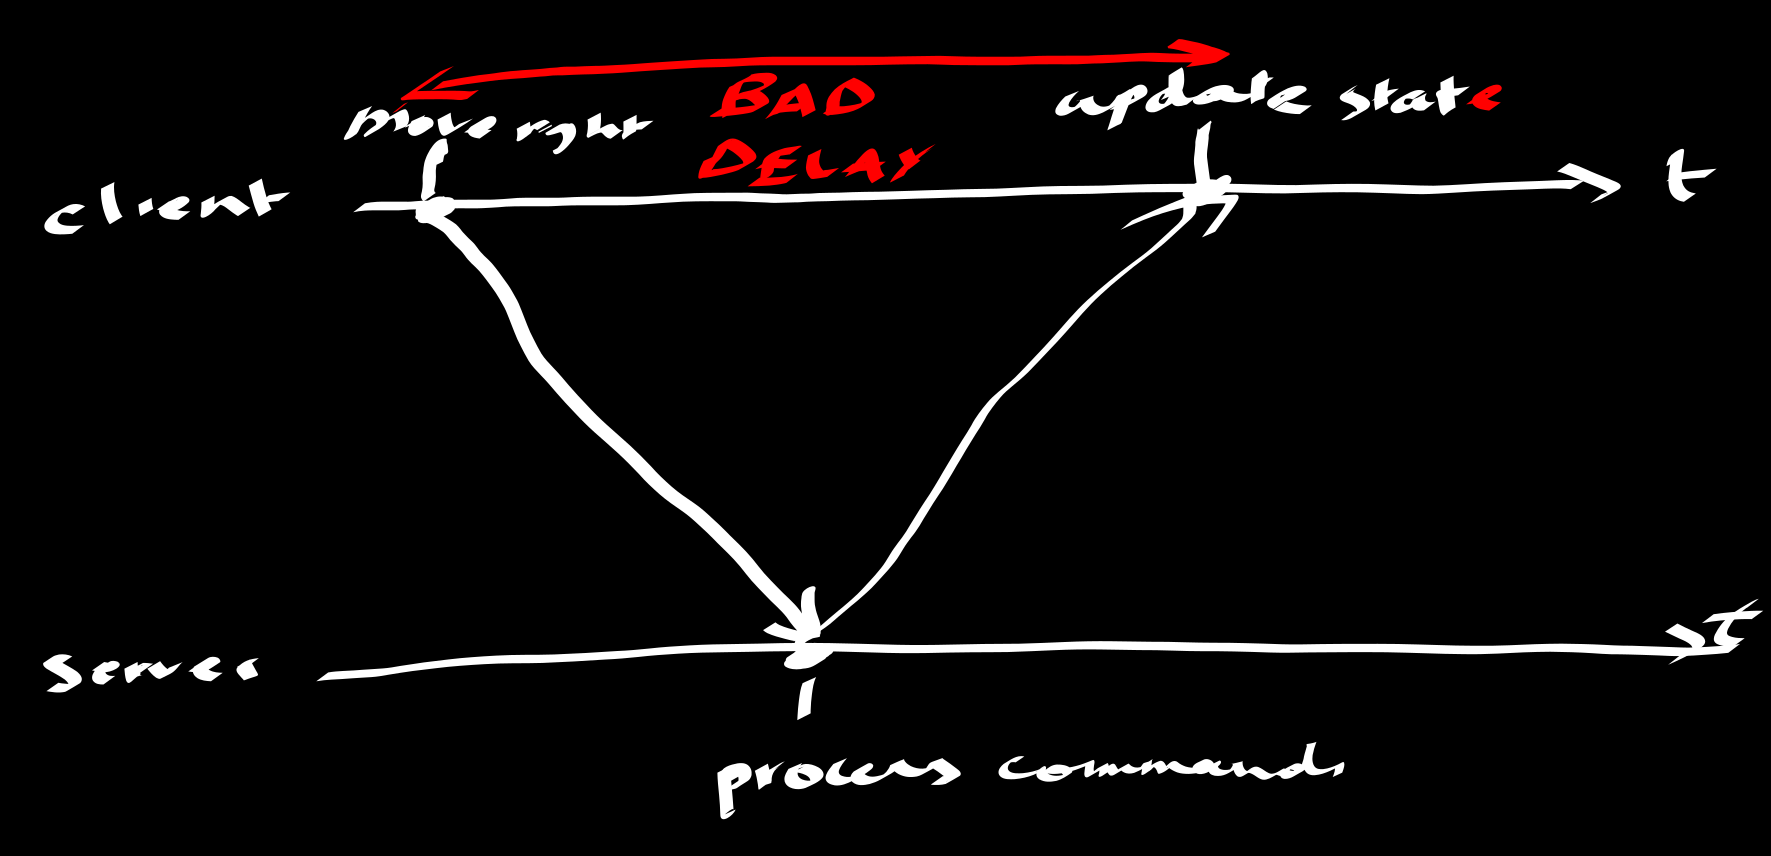 BAD
DELAY
move right
update state
client
t
server
t
process commands